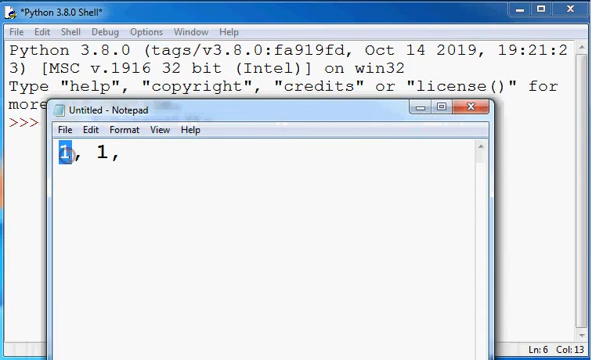 *Python 3.8.0 Shell*
File Edit Shell Debug Options Window Help
Python 3.8.0 (tags/v3.8.0:fa919fd, Oct 14 2019, 19:21:2
3) [MSC v.1916 32 bit (Intel)] on win32
Type "help", "copyright", "credits" or "license()" for
more
>>>
Untitled - Notepad
File Edit Format View Help
1, 1,
Ln: 6 Col: 13